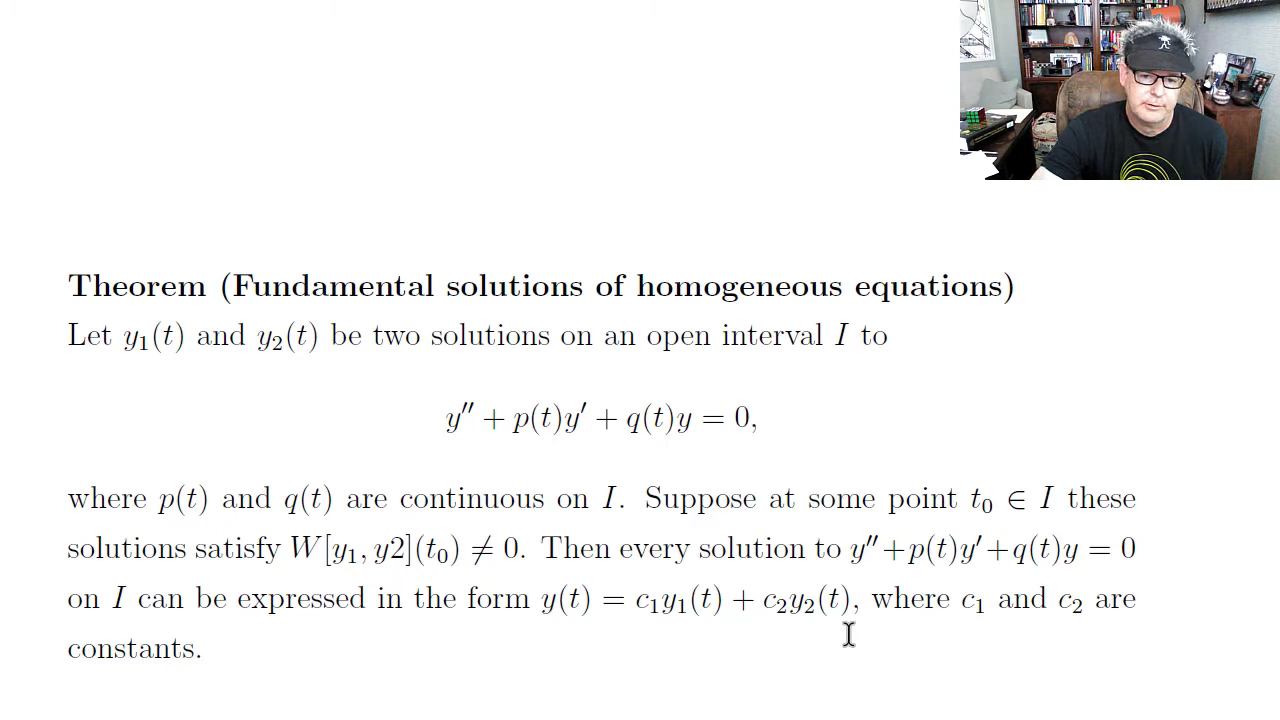 Theorem (Fundamental solutions of homogeneous equations)
Let y₁(t) and y₂(t) be two solutions on an open interval I to
y″ + p(t)y′ + q(t)y = 0,
where p(t) and q(t) are continuous on I. Suppose at some point t₀ ∈ I these
solutions satisfy W[y₁, y2](t₀) ≠ 0. Then every solution to y″+p(t)y′+q(t)y = 0
on I can be expressed in the form y(t) = c₁y₁(t) + c₂y₂(t), where c₁ and c₂ are
constants.